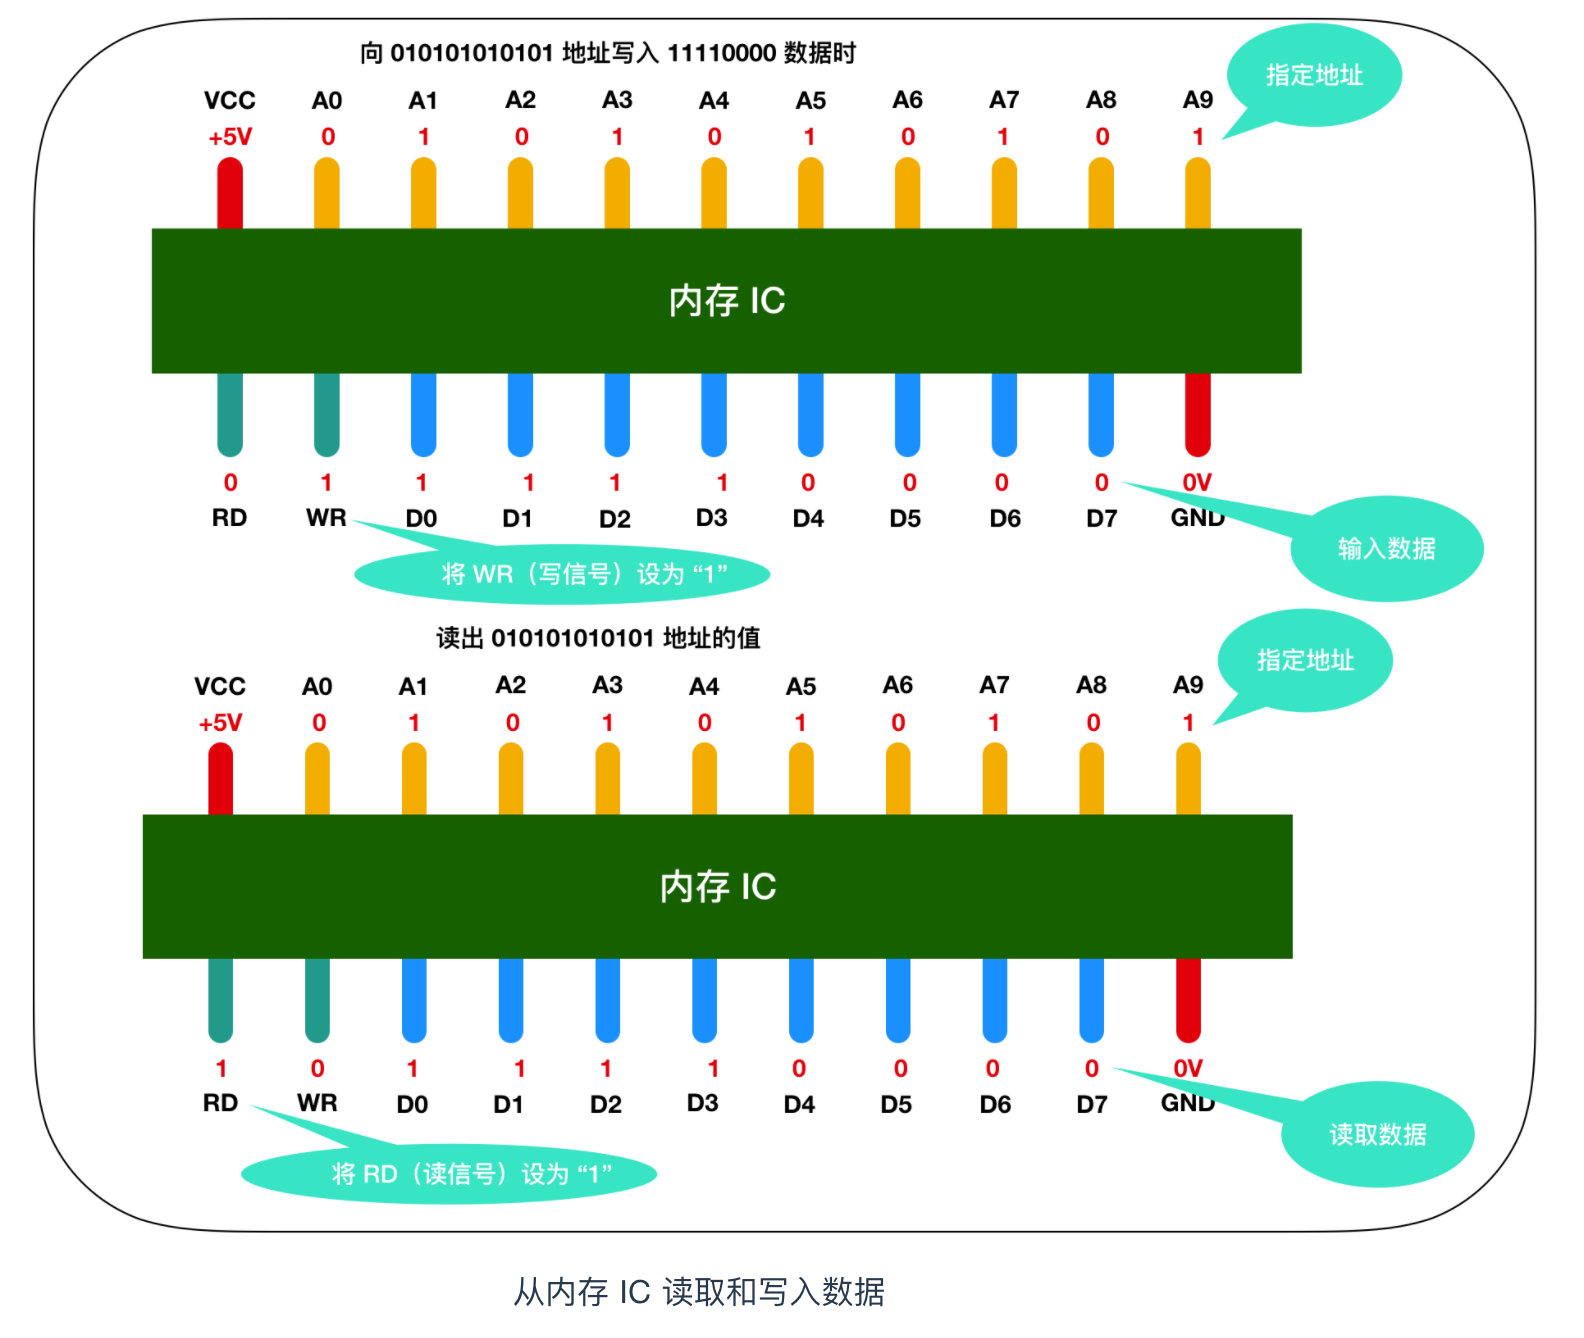 向 010101010101 地址写入 11110000 数据时
指定地址
VCC A0 A1 A2 A3 A4 A5 A6 A7 A8 A9
+5V 0 1 0 1 0 1 0 1 0 1
内存 IC
0 1 1 1 1 1 0 0 0 0 0V
RD WR D0 D1 D2 D3 D4 D5 D6 D7 GND
输入数据
将 WR（写信号）设为 “1”
读出 010101010101 地址的值
指定地址
VCC A0 A1 A2 A3 A4 A5 A6 A7 A8 A9
+5V 0 1 0 1 0 1 0 1 0 1
内存 IC
1 0 1 1 1 1 0 0 0 0 0V
RD WR D0 D1 D2 D3 D4 D5 D6 D7 GND
读取数据
将 RD（读信号）设为 “1”
从内存 IC 读取和写入数据